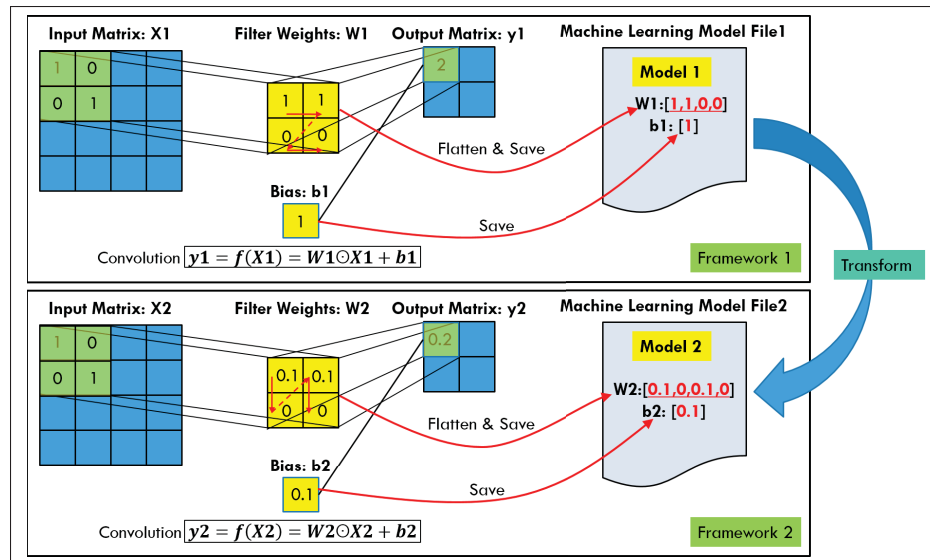 Input Matrix: X1
Filter Weights: W1
Output Matrix: y1
Machine Learning Model File1
1 0
0 1
1 1
0 0
2
Model 1
W1:[1,1,0,0]
b1: [1]
Flatten & Save
Bias: b1
1
Save
Convolution y1 = f(X1) = W1⊙X1 + b1
Framework 1
Transform
Input Matrix: X2
Filter Weights: W2
Output Matrix: y2
Machine Learning Model File2
1 0
0 1
0.1 0.1
0 0
0.2
Model 2
W2:[0.1,0,0.1,0]
b2: [0.1]
Flatten & Save
Bias: b2
0.1
Save
Convolution y2 = f(X2) = W2⊙X2 + b2
Framework 2